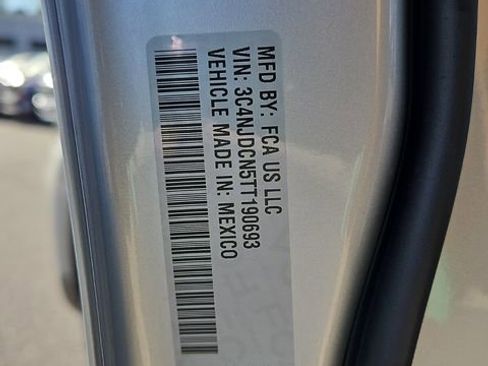 MFD BY: FCA US LLC
VIN: 3C4NJDCN5TT190693
VEHICLE MADE IN: MEXICO